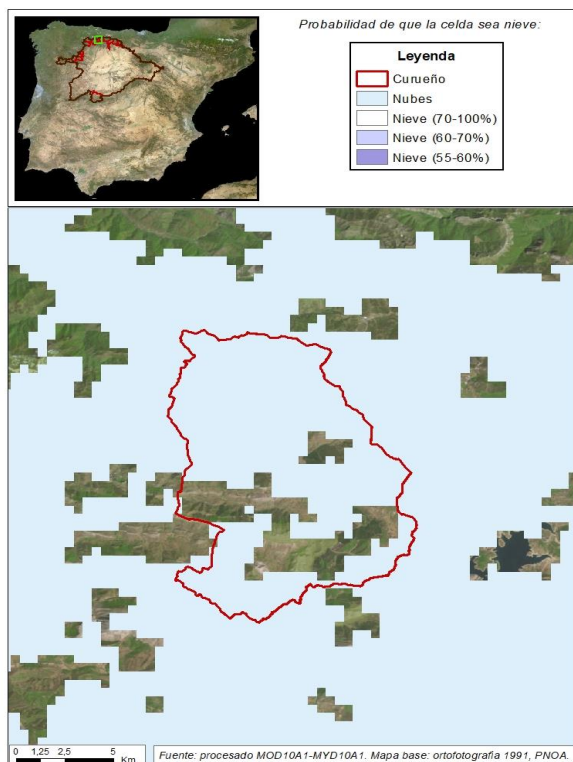 Probabilidad de que la celda sea nieve:
Leyenda
Curueño
Nubes
Nieve (70-100%)
Nieve (60-70%)
Nieve (55-60%)
0 1,25 2,5 5
Km
Fuente: procesado MOD10A1-MYD10A1. Mapa base: ortofotografía 1991, PNOA.